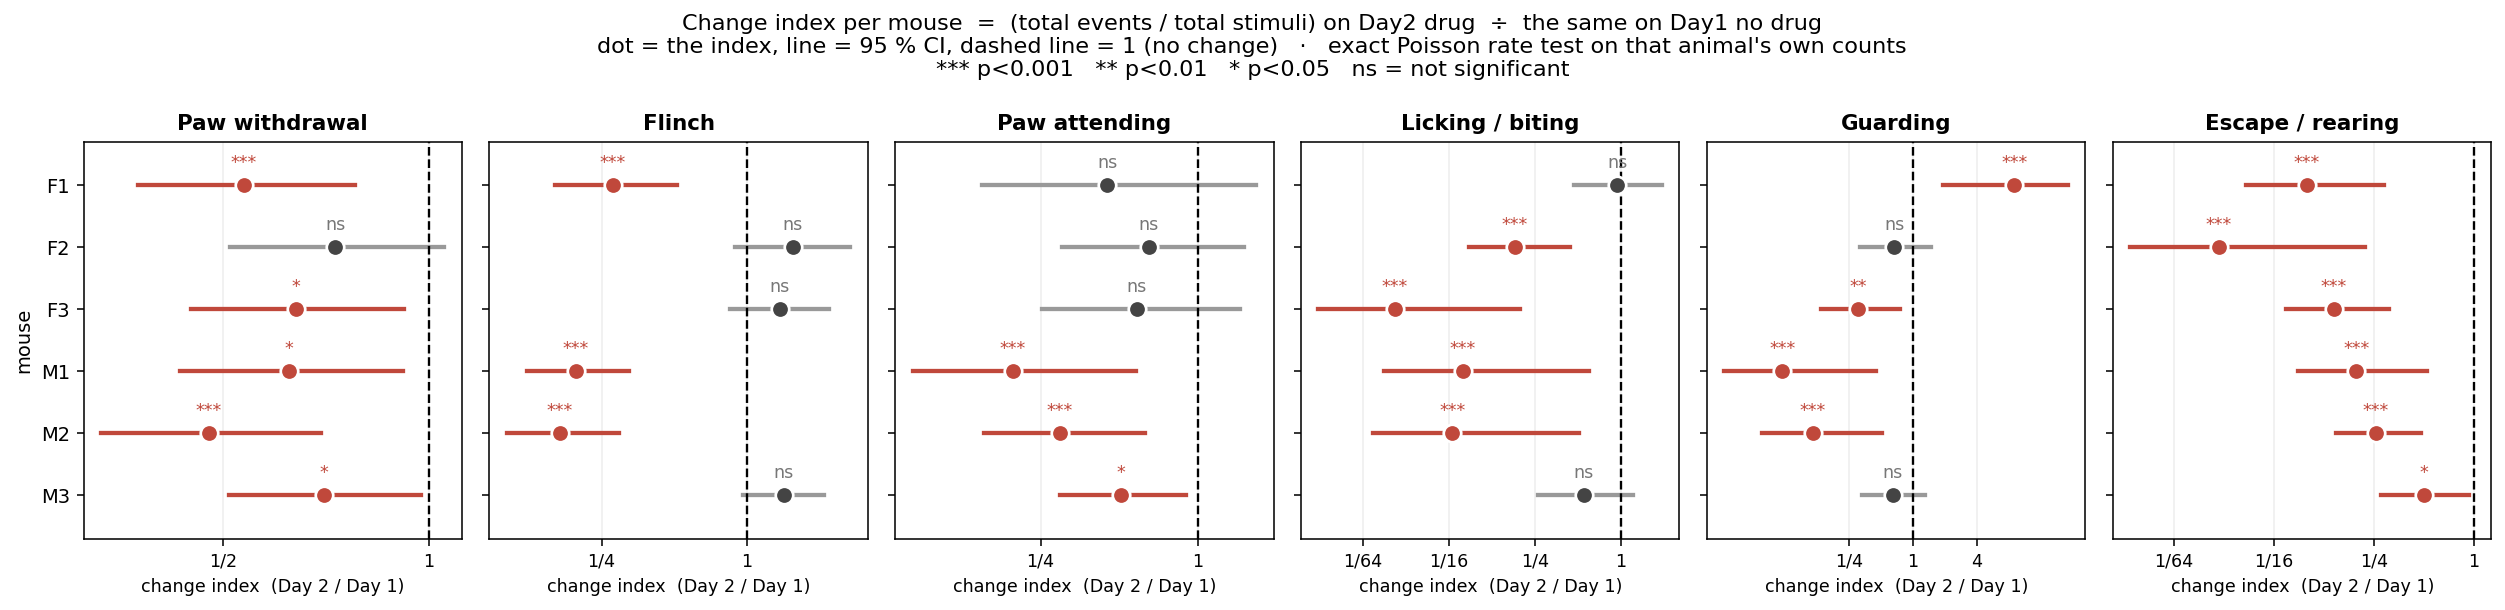 Change index per mouse = (total events / total stimuli) on Day2 drug ÷ the same on Day1 no drug
dot = the index, line = 95 % CI, dashed line = 1 (no change) · exact Poisson rate test on that animal's own counts
*** p<0.001 ** p<0.01 * p<0.05 ns = not significant
Paw withdrawal
Flinch
Paw attending
Licking / biting
Guarding
Escape / rearing
mouse
F1
*** *** ns ns *** ***
F2
ns ns ns *** ns ***
F3
* ns ns *** ** ***
M1
* *** *** *** *** ***
M2
*** *** *** *** *** ***
M3
* ns * ns ns *
1/2 1
1/4 1
1/4 1
1/64 1/16 1/4 1
1/4 1 4
1/64 1/16 1/4 1
change index (Day 2 / Day 1)
change index (Day 2 / Day 1)
change index (Day 2 / Day 1)
change index (Day 2 / Day 1)
change index (Day 2 / Day 1)
change index (Day 2 / Day 1)